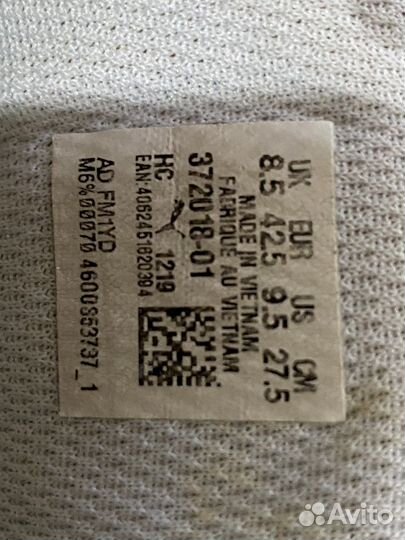 UK EUR US CM
8.5 42.5 9.5 27.5
MADE IN VIETNAM
FABRIQUE AU VIETNAM
372018-01
HC 1219
EAN:4062451620394
AD FM1YD
M6%00070 4600863737_1
Avito